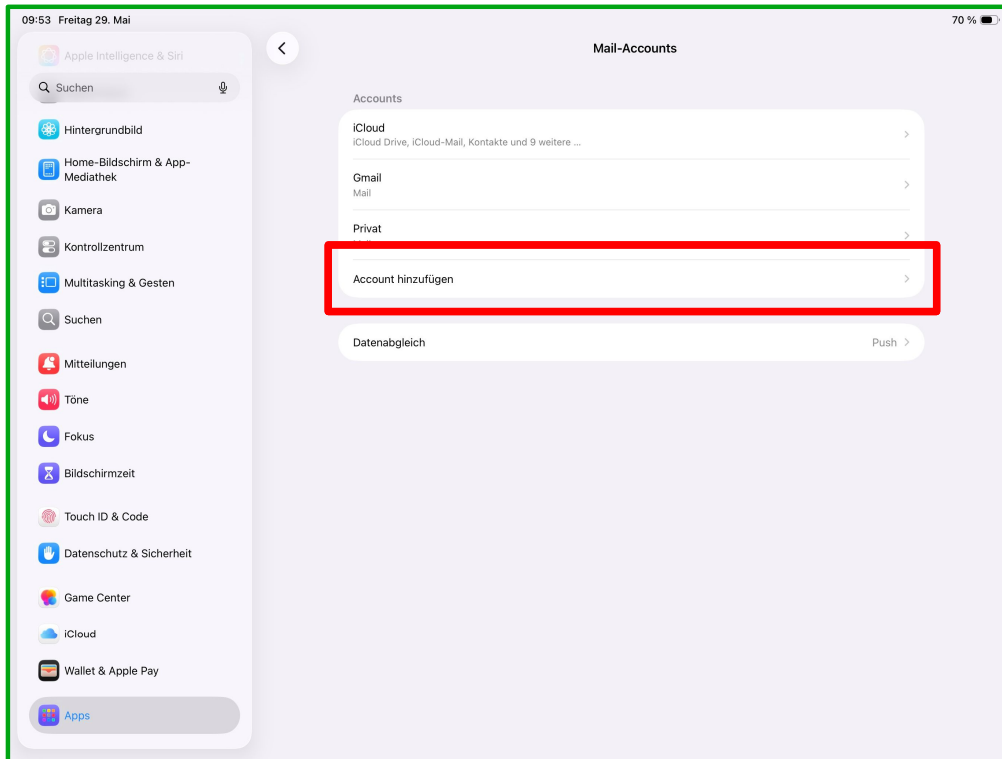 09:53 Freitag 29. Mai
70 %
Apple Intelligence & Siri
Suchen
Hintergrundbild
Home-Bildschirm & App-
Mediathek
Kamera
Kontrollzentrum
Multitasking & Gesten
Suchen
Mitteilungen
Töne
Fokus
Bildschirmzeit
Touch ID & Code
Datenschutz & Sicherheit
Game Center
iCloud
Wallet & Apple Pay
Apps
Mail-Accounts
Accounts
iCloud
iCloud Drive, iCloud-Mail, Kontakte und 9 weitere ...
Gmail
Mail
Privat
Account hinzufügen
Datenabgleich
Push